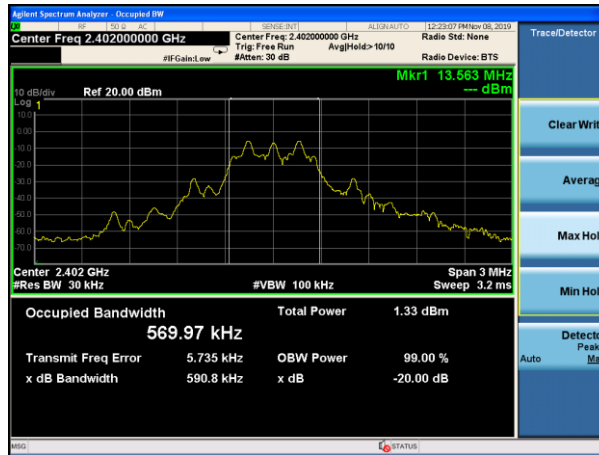 Agilent Spectrum Analyzer - Occupied BW
RF 50 Ω AC SENSE:INT ALIGNAUTO 12:23:07 PM Nov 08, 2019
Center Freq 2.402000000 GHz Center Freq: 2.402000000 GHz Radio Std: None Trace/Detector
Trig: Free Run Avg|Hold:>10/10
#IFGain:Low #Atten: 30 dB Radio Device: BTS
Mkr1 13.563 MHz
10 dB/div Ref 20.00 dBm --- dBm
Log 1
10.0
0.00
-10.0
-20.0
-30.0
-40.0
-50.0
-60.0
-70.0
Clear Writ
Averag
Max Hol
Min Hol
Center 2.402 GHz Span 3 MHz
#Res BW 30 kHz #VBW 100 kHz Sweep 3.2 ms
Occupied Bandwidth Total Power 1.33 dBm
569.97 kHz
Transmit Freq Error 5.735 kHz OBW Power 99.00 %
x dB Bandwidth 590.8 kHz x dB -20.00 dB
Detecto
Peak
Auto Ma
MSG STATUS